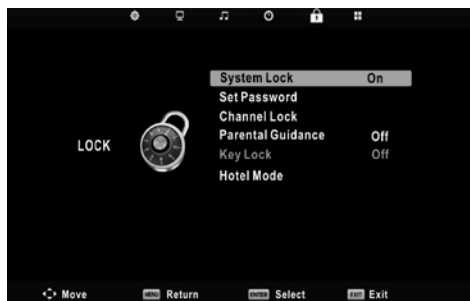 System Lock On
Set Password
Channel Lock
Parental Guidance Off
Key Lock Off
Hotel Mode
LOCK
Move MENU Return ENTER Select EXIT Exit